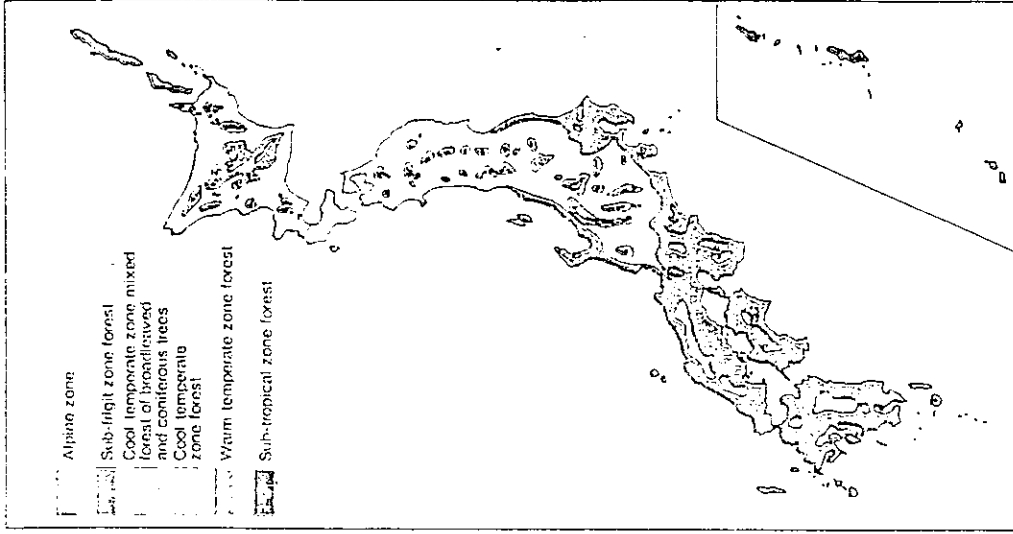 Alpine zone
Sub-friģit zone forest
Cool temperate zone mixed
forest of broadleaved
and coniferous trees
Cool temperate
zone forest
Warm temperate zone forest
Sub-tropical zone forest